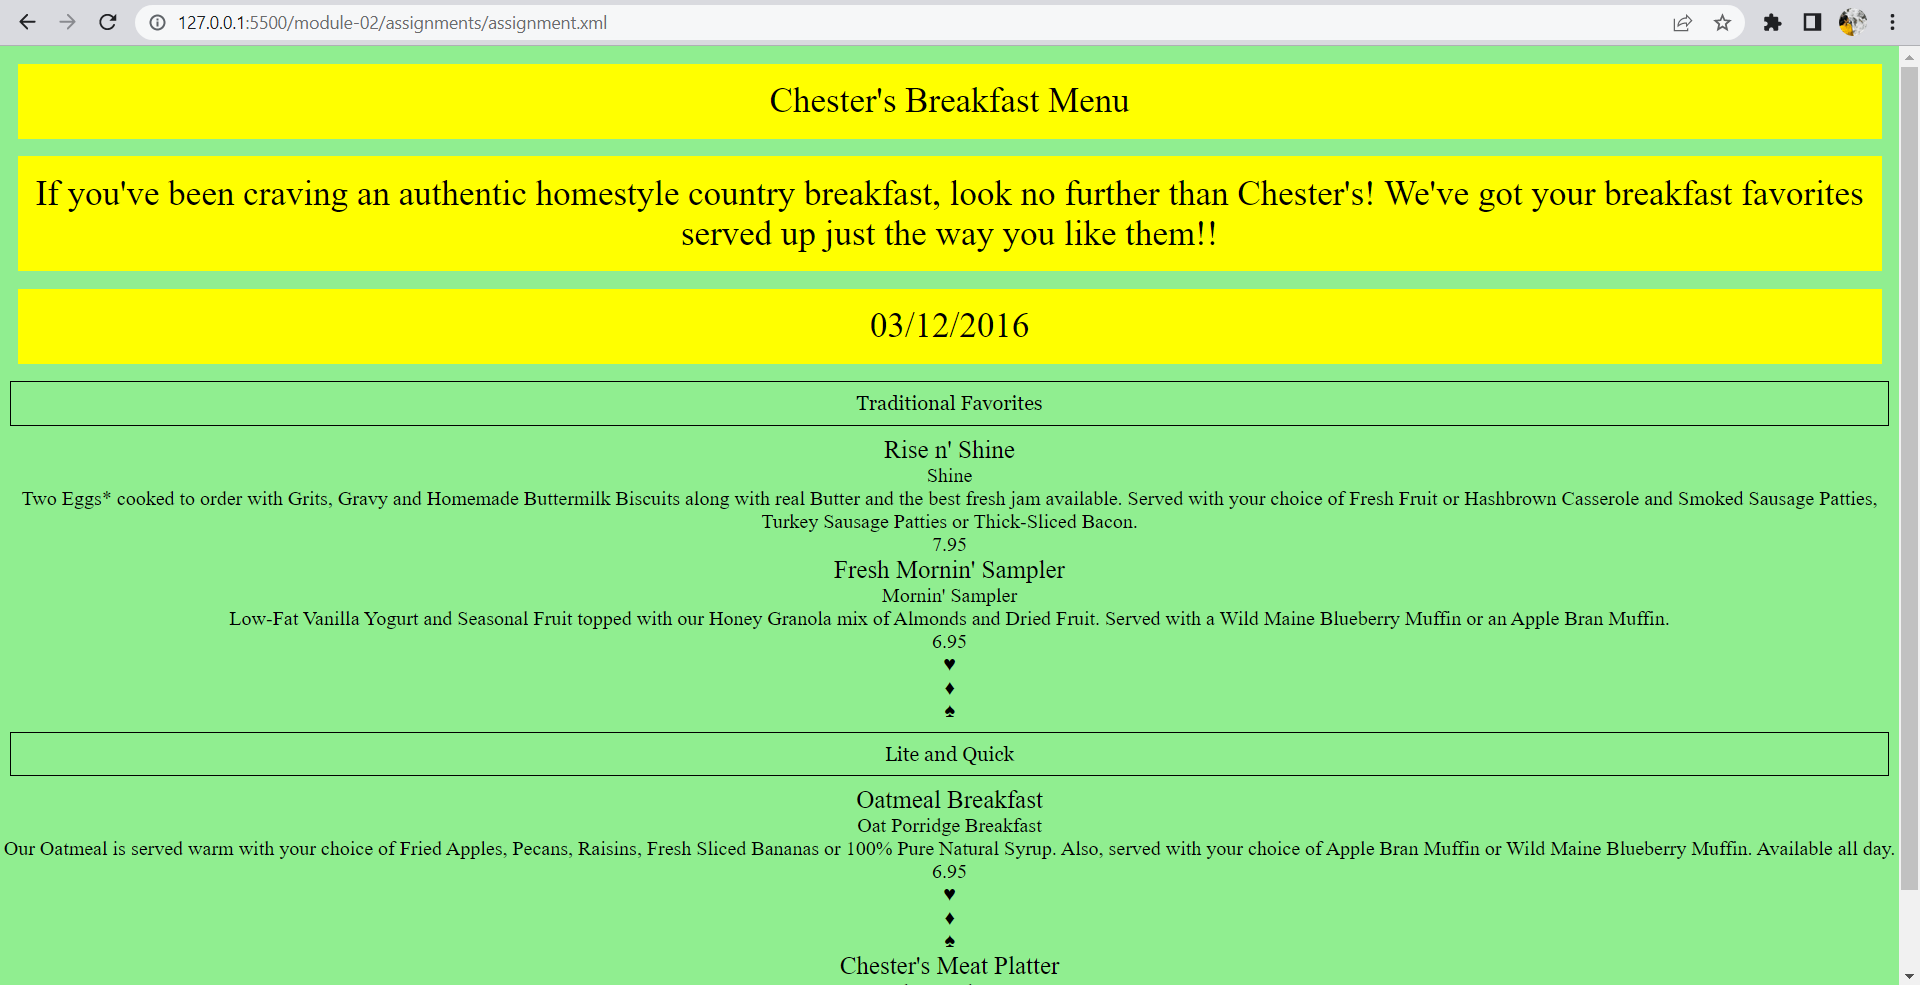 127.0.0.1:5500/module-02/assignments/assignment.xml
Chester's Breakfast Menu
If you've been craving an authentic homestyle country breakfast, look no further than Chester's! We've got your breakfast favorites
served up just the way you like them!!
03/12/2016
Traditional Favorites
Rise n' Shine
Shine
Two Eggs* cooked to order with Grits, Gravy and Homemade Buttermilk Biscuits along with real Butter and the best fresh jam available. Served with your choice of Fresh Fruit or Hashbrown Casserole and Smoked Sausage Patties,
Turkey Sausage Patties or Thick-Sliced Bacon.
7.95
Fresh Mornin' Sampler
Mornin' Sampler
Low-Fat Vanilla Yogurt and Seasonal Fruit topped with our Honey Granola mix of Almonds and Dried Fruit. Served with a Wild Maine Blueberry Muffin or an Apple Bran Muffin.
6.95
♥
♦
♠
Lite and Quick
Oatmeal Breakfast
Oat Porridge Breakfast
Our Oatmeal is served warm with your choice of Fried Apples, Pecans, Raisins, Fresh Sliced Bananas or 100% Pure Natural Syrup. Also, served with your choice of Apple Bran Muffin or Wild Maine Blueberry Muffin. Available all day.
6.95
♥
♦
♠
Chester's Meat Platter